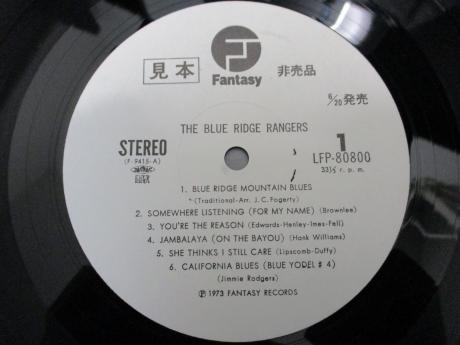 Fantasy
見本
非売品
6/20発売
THE BLUE RIDGE RANGERS
STEREO
1
(F-9415-A)
LFP-80800
33⅓ r. p. m.
1. BLUE RIDGE MOUNTAIN BLUES
(Traditional-Arr. J. C. Fogerty)
2. SOMEWHERE LISTENING (FOR MY NAME) (Brownlee)
3. YOU'RE THE REASON (Edwards-Henley-Imes-Fell)
4. JAMBALAYA (ON THE BAYOU) (Hank Williams)
5. SHE THINKS I STILL CARE (Lipscomb-Duffy)
6. CALIFORNIA BLUES (BLUE YODEL # 4)
(Jimmie Rodgers)
℗ 1973 FANTASY RECORDS